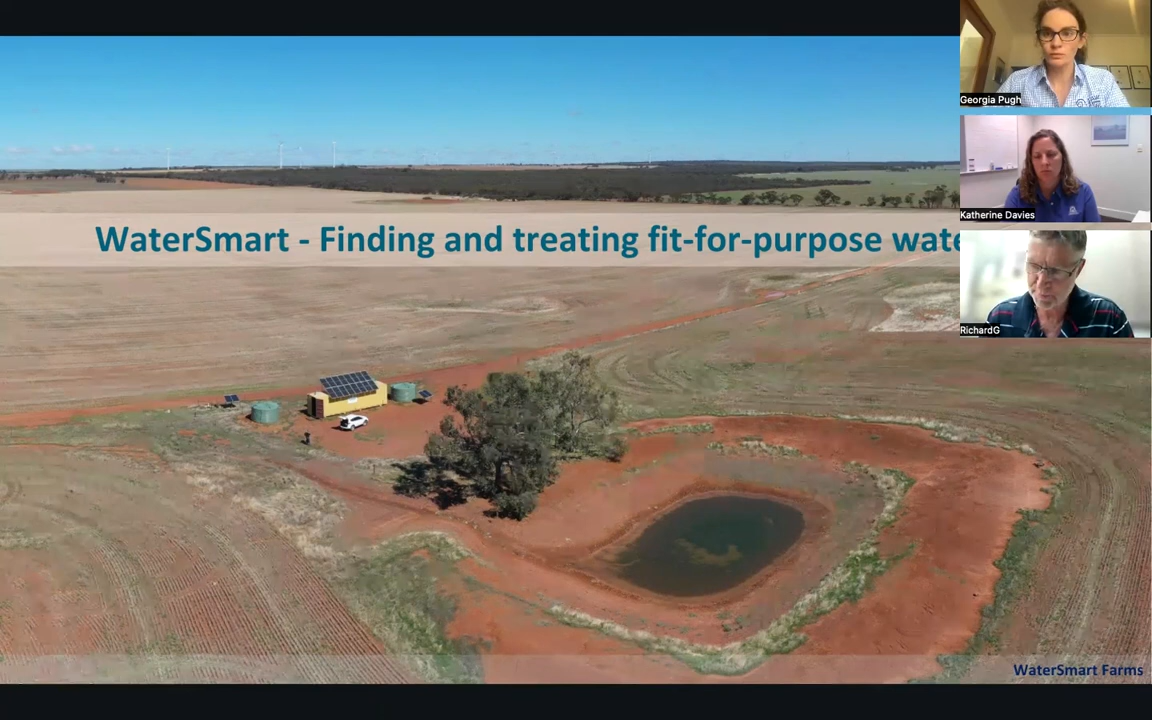 Georgia Pugh
Katherine Davies
WaterSmart - Finding and treating fit-for-purpose wate
RichardG
WaterSmart Farms